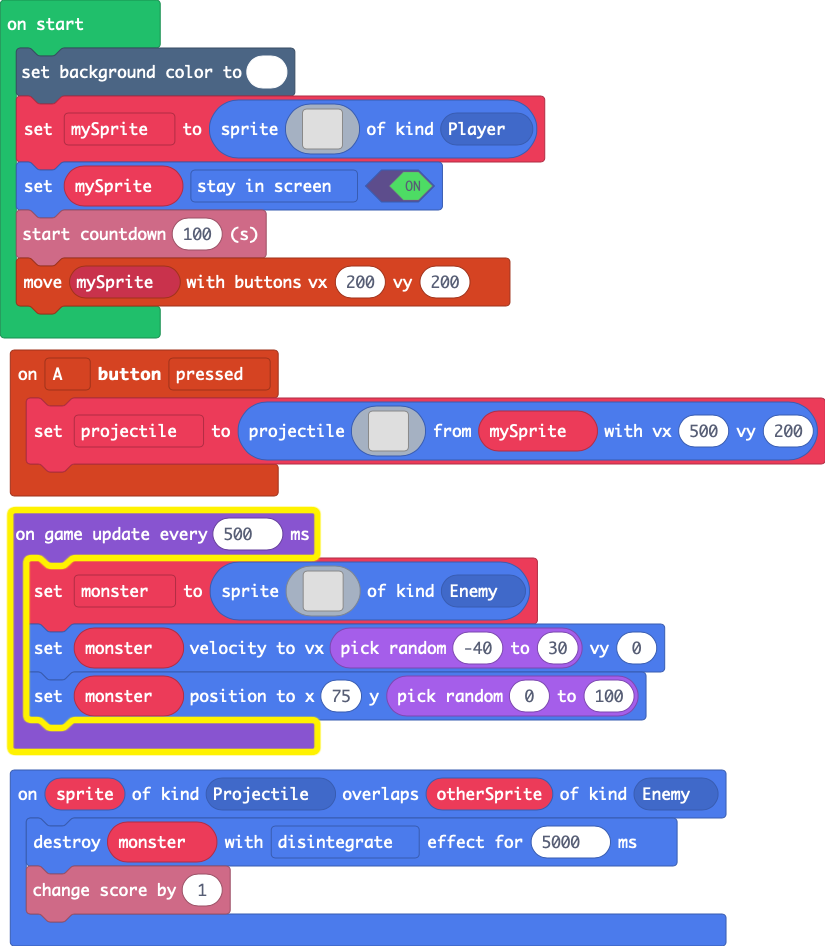 on start
set background color to
set mySprite to sprite of kind Player
set mySprite stay in screen ON
start countdown 100 (s)
move mySprite with buttons vx 200 vy 200
on A button pressed
set projectile to projectile from mySprite with vx 500 vy 200
on game update every 500 ms
set monster to sprite of kind Enemy
set monster velocity to vx pick random -40 to 30 vy 0
set monster position to x 75 y pick random 0 to 100
on sprite of kind Projectile overlaps otherSprite of kind Enemy
destroy monster with disintegrate effect for 5000 ms
change score by 1